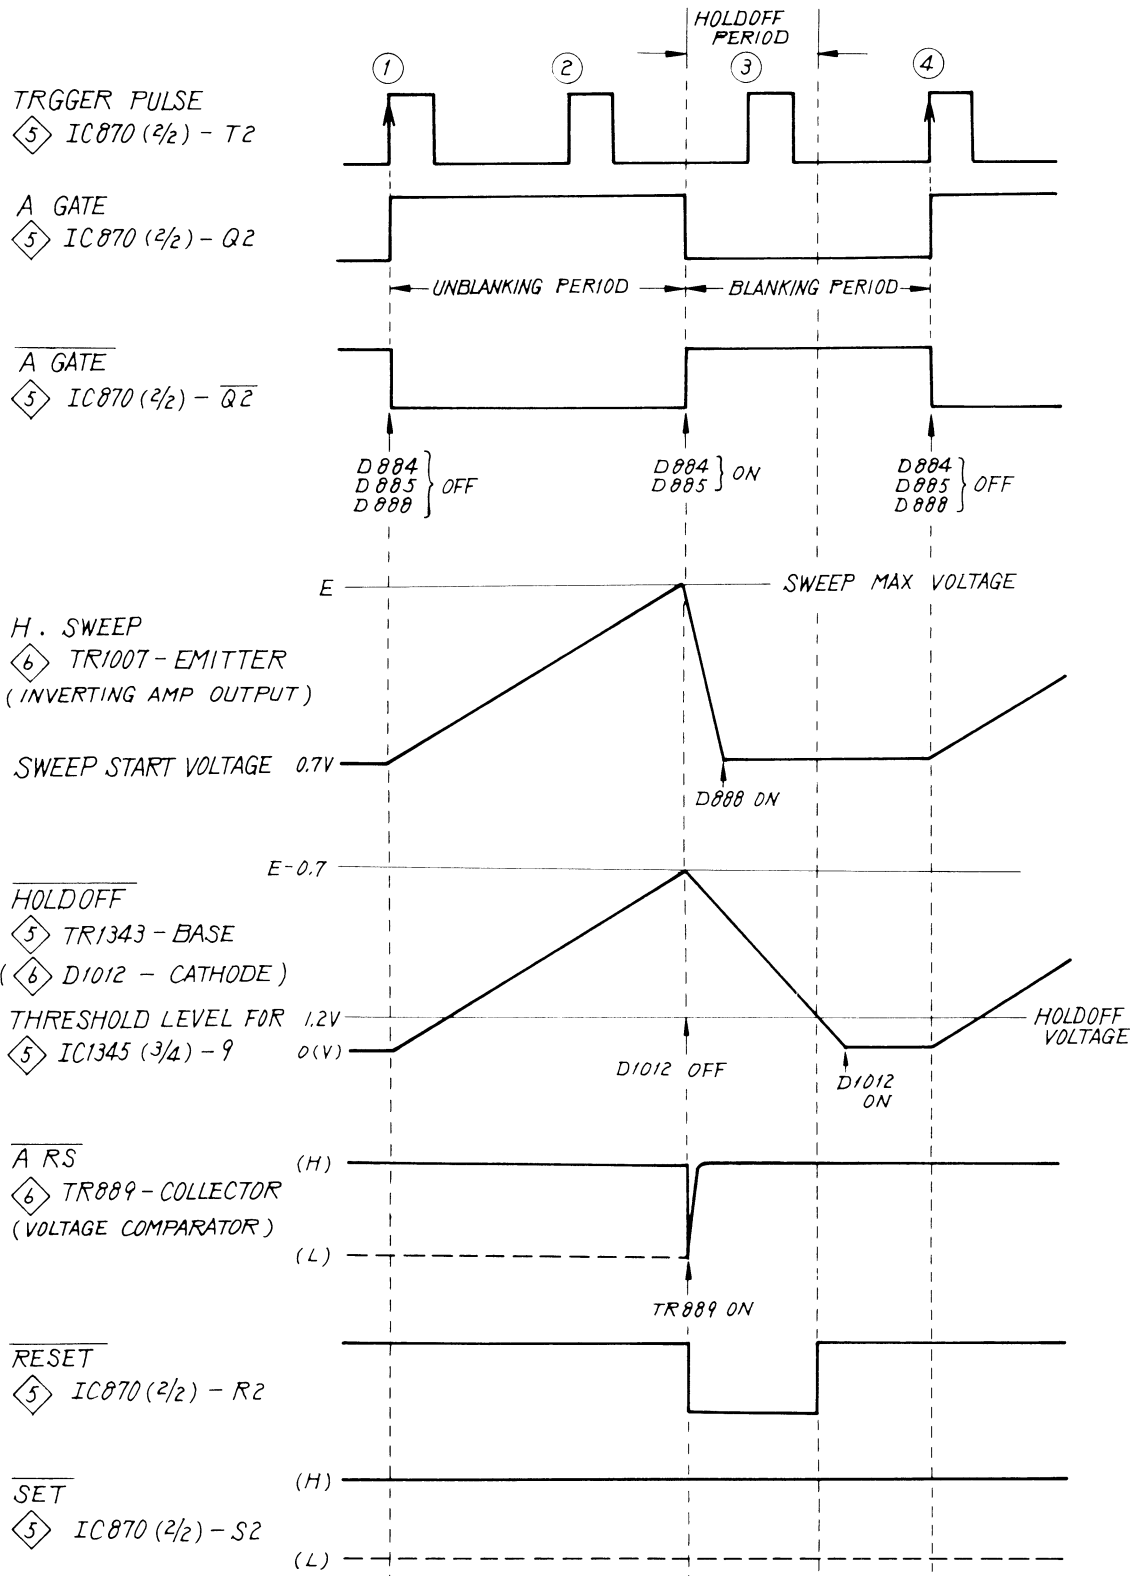 HOLDOFF
PERIOD
1 2 3 4
TRGGER PULSE
5 IC870 (2/2) - T2
A GATE
5 IC870 (2/2) - Q2
UNBLANKING PERIOD
BLANKING PERIOD
A GATE
5 IC870 (2/2) - Q2
D884
D885
D888
OFF
D884
D885
ON
D884
D885
D888
OFF
E
SWEEP MAX VOLTAGE
H. SWEEP
6 TR1007 - EMITTER
(INVERTING AMP OUTPUT)
SWEEP START VOLTAGE 0.7V
D888 ON
E-0.7
HOLDOFF
5 TR1343 - BASE
(6 D1012 - CATHODE)
THRESHOLD LEVEL FOR 1.2V
5 IC1345 (3/4) - 9 0(V)
HOLDOFF
VOLTAGE
D1012 OFF
D1012
ON
A RS
(H)
6 TR889 - COLLECTOR
(VOLTAGE COMPARATOR)
(L)
TR889 ON
RESET
5 IC870 (2/2) - R2
SET
(H)
5 IC870 (2/2) - S2
(L)